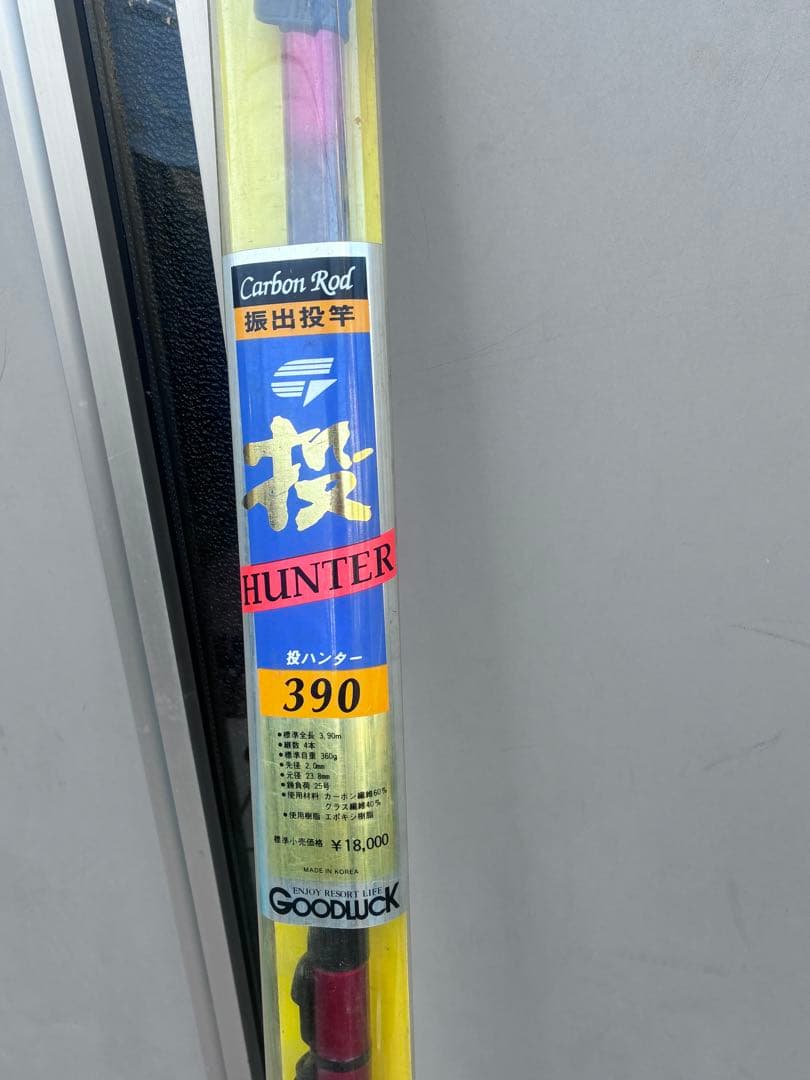 Carbon Rod
振出投竿
投
HUNTER
投ハンター
390
●標準全長 3.90m
●継数 4本
●標準自重 360g
●先径 2.0mm
●元径 23.8mm
●錘負荷 25号
●使用材料 カーボン繊維60%
グラス繊維40%
●使用樹脂 エポキシ樹脂
標準小売価格 ¥18,000
MADE IN KOREA
ENJOY RESORT LIFE
GOODLUCK